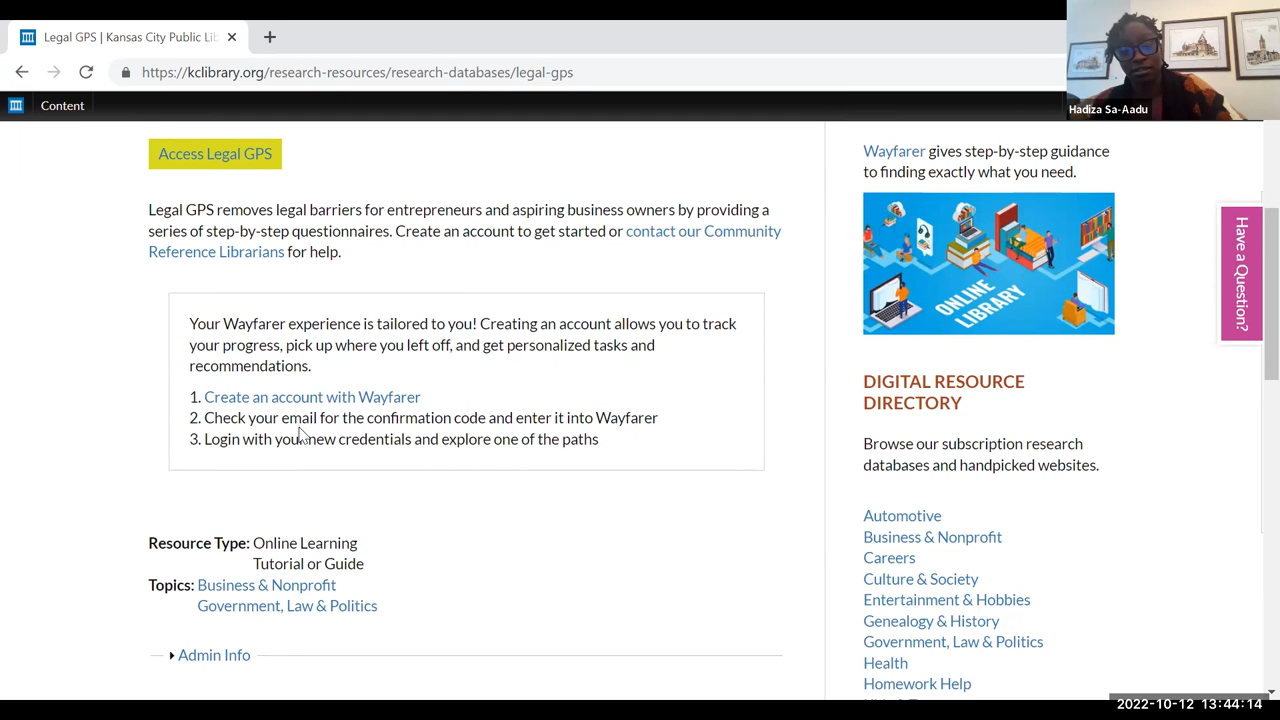 Legal GPS | Kansas City Public Lib
https://kclibrary.org/research-resources/research-databases/legal-gps
Content
Hadiza Sa-Aadu
Access Legal GPS
Legal GPS removes legal barriers for entrepreneurs and aspiring business owners by providing a
series of step-by-step questionnaires. Create an account to get started or contact our Community
Reference Librarians for help.
Your Wayfarer experience is tailored to you! Creating an account allows you to track
your progress, pick up where you left off, and get personalized tasks and
recommendations.
1. Create an account with Wayfarer
2. Check your email for the confirmation code and enter it into Wayfarer
3. Login with your new credentials and explore one of the paths
Resource Type: Online Learning
Tutorial or Guide
Topics: Business & Nonprofit
Government, Law & Politics
Admin Info
Wayfarer gives step-by-step guidance
to finding exactly what you need.
ONLINE
LIBRARY
DIGITAL RESOURCE
DIRECTORY
Browse our subscription research
databases and handpicked websites.
Automotive
Business & Nonprofit
Careers
Culture & Society
Entertainment & Hobbies
Genealogy & History
Government, Law & Politics
Health
Homework Help
Have a Question?
2022-10-12 13:44:14